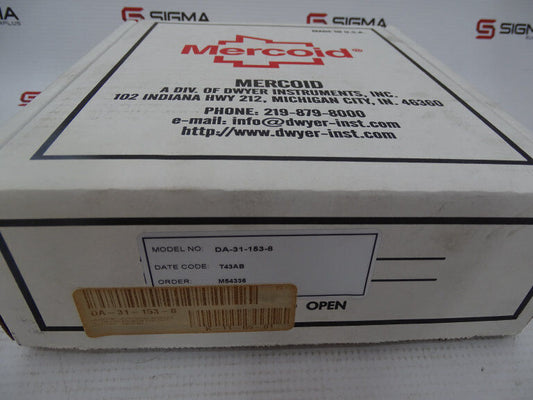 SIGMA
SIGMA
SIGMA
MADE IN U.S.A.
Mercoid®
MERCOID
A DIV. OF DWYER INSTRUMENTS, INC.
102 INDIANA HWY 212, MICHIGAN CITY, IN. 46360
PHONE: 219-879-8000
e-mail: info@dwyer-inst.com
http://www.dwyer-inst.com
MODEL NO: DA-31-153-8
DATE CODE: T43AB
ORDER: M54336
DA-31-153-8
OPEN